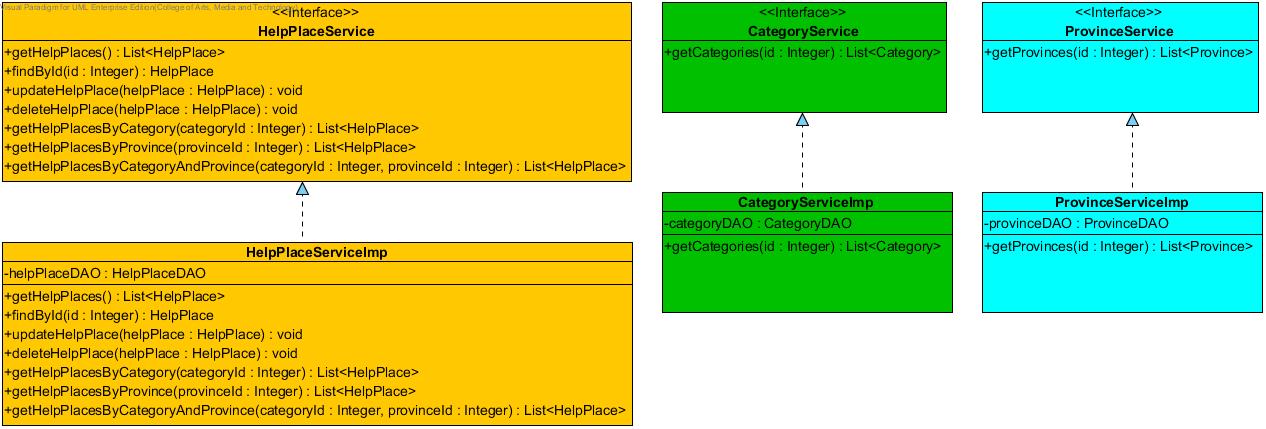 Visual Paradigm for UML Enterprise Edition(College of Arts, Media and Technology)
<<Interface>>
HelpPlaceService
+getHelpPlaces() : List<HelpPlace>
+findById(id : Integer) : HelpPlace
+updateHelpPlace(helpPlace : HelpPlace) : void
+deleteHelpPlace(helpPlace : HelpPlace) : void
+getHelpPlacesByCategory(categoryId : Integer) : List<HelpPlace>
+getHelpPlacesByProvince(provinceId : Integer) : List<HelpPlace>
+getHelpPlacesByCategoryAndProvince(categoryId : Integer, provinceId : Integer) : List<HelpPlace>
HelpPlaceServiceImp
-helpPlaceDAO : HelpPlaceDAO
+getHelpPlaces() : List<HelpPlace>
+findById(id : Integer) : HelpPlace
+updateHelpPlace(helpPlace : HelpPlace) : void
+deleteHelpPlace(helpPlace : HelpPlace) : void
+getHelpPlacesByCategory(categoryId : Integer) : List<HelpPlace>
+getHelpPlacesByProvince(provinceId : Integer) : List<HelpPlace>
+getHelpPlacesByCategoryAndProvince(categoryId : Integer, provinceId : Integer) : List<HelpPlace>
<<Interface>>
CategoryService
+getCategories(id : Integer) : List<Category>
CategoryServiceImp
-categoryDAO : CategoryDAO
+getCategories(id : Integer) : List<Category>
<<Interface>>
ProvinceService
+getProvinces(id : Integer) : List<Province>
ProvinceServiceImp
-provinceDAO : ProvinceDAO
+getProvinces(id : Integer) : List<Province>